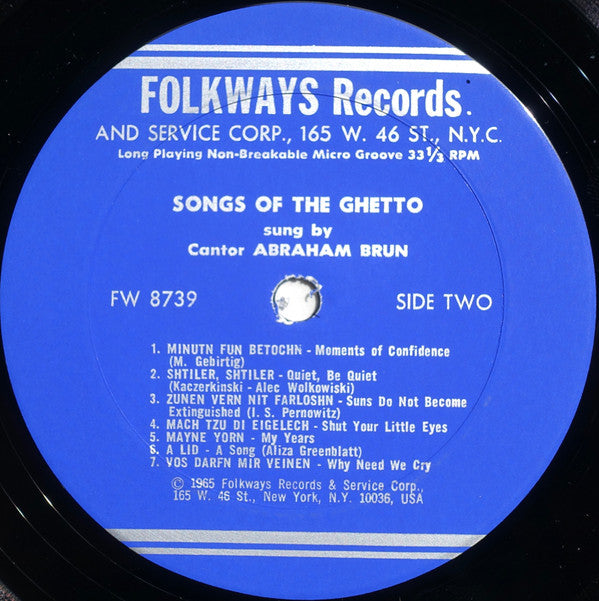 FOLKWAYS Records.
AND SERVICE CORP., 165 W. 46 ST., N.Y.C.
Long Playing Non-Breakable Micro Groove 33 1/3 RPM
SONGS OF THE GHETTO
sung by
Cantor ABRAHAM BRUN
FW 8739
SIDE TWO
1. MINUTN FUN BETOCHN - Moments of Confidence
(M. Gebirtig)
2. SHTILER, SHTILER - Quiet, Be Quiet
(Kaczerkinski - Alec Wolkowiski)
3. ZUNEN VERN NIT FARLOSHN - Suns Do Not Become
Extinguished (I. S. Pernowitz)
4. MACH TZU DI EIGELECH - Shut Your Little Eyes
5. MAYNE YORN - My Years
6. A LID - A Song (Aliza Greenblatt)
7. VOS DARFN MIR VEINEN - Why Need We Cry
© 1965 Folkways Records & Service Corp.,
165 W. 46 ST., New York, N.Y. 10036, USA